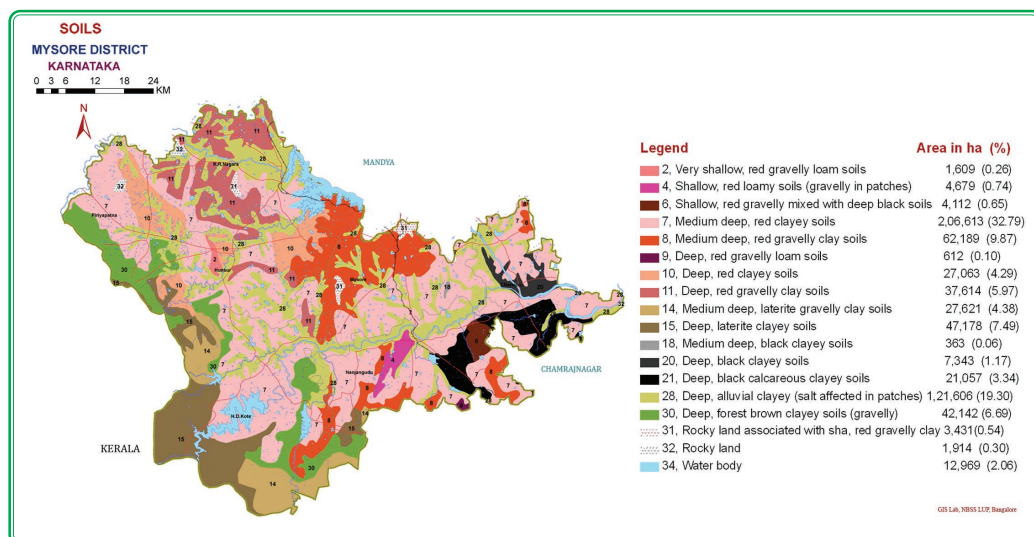 SOILS
MYSORE DISTRICT
KARNATAKA
0 3 6 12 18 24
KM
N
MANDYA
K.R.Nagara
Piriyapatna
Hunsur
Mysore
Nanjangudu
H.D.Kote
CHAMRAJNAGAR
KERALA
Legend Area in ha (%)
2, Very shallow, red gravelly loam soils 1,609 (0.26)
4, Shallow, red loamy soils (gravelly in patches) 4,679 (0.74)
6, Shallow, red gravelly mixed with deep black soils 4,112 (0.65)
7, Medium deep, red clayey soils 2,06,613 (32.79)
8, Medium deep, red gravelly clay soils 62,189 (9.87)
9, Deep, red gravelly loam soils 612 (0.10)
10, Deep, red clayey soils 27,063 (4.29)
11, Deep, red gravelly clay soils 37,614 (5.97)
14, Medium deep, laterite gravelly clay soils 27,621 (4.38)
15, Deep, laterite clayey soils 47,178 (7.49)
18, Medium deep, black clayey soils 363 (0.06)
20, Deep, black clayey soils 7,343 (1.17)
21, Deep, black calcareous clayey soils 21,057 (3.34)
28, Deep, alluvial clayey (salt affected in patches) 1,21,606 (19.30)
30, Deep, forest brown clayey soils (gravelly) 42,142 (6.69)
31, Rocky land associated with sha, red gravelly clay 3,431(0.54)
32, Rocky land 1,914 (0.30)
34, Water body 12,969 (2.06)
GIS Lab, NBSS LUP, Bangalore